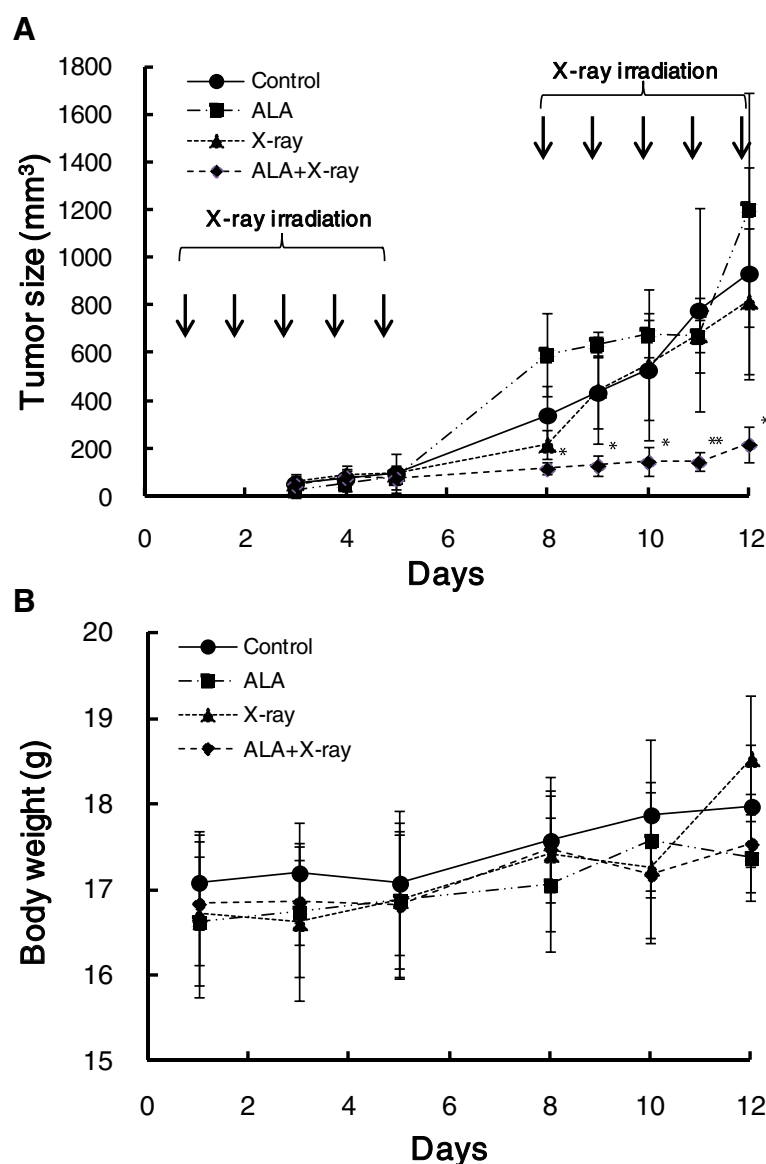 A
1800
1600
1400
1200
1000
800
600
400
200
0
Tumor size (mm³)
Control
ALA
X-ray
ALA+X-ray
X-ray irradiation
X-ray irradiation
*
*
*
**
*
0 2 4 6 8 10 12
Days
B
20
19
18
17
16
15
Body weight (g)
Control
ALA
X-ray
ALA+X-ray
0 2 4 6 8 10 12
Days